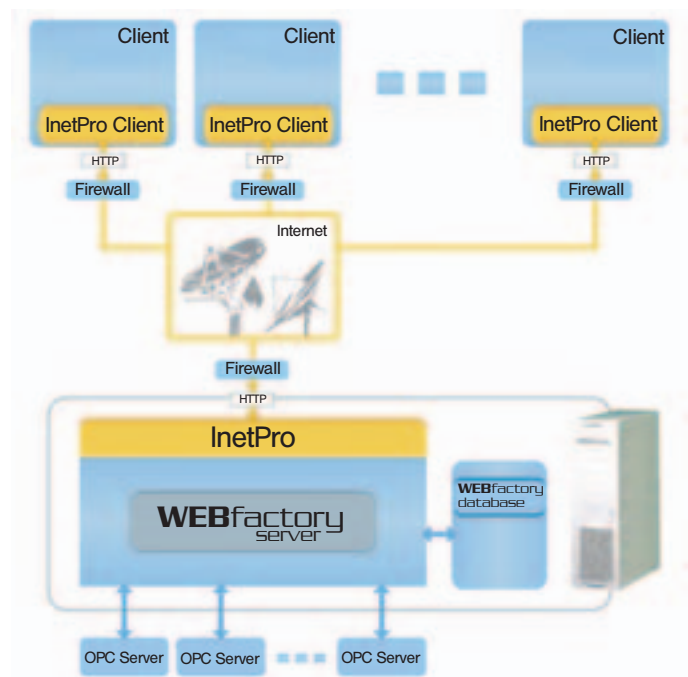 Client
Client
Client
InetPro Client
InetPro Client
InetPro Client
HTTP
HTTP
HTTP
Firewall
Firewall
Firewall
Internet
Firewall
HTTP
InetPro
WEBfactory
server
WEBfactory
database
OPC Server
OPC Server
OPC Server